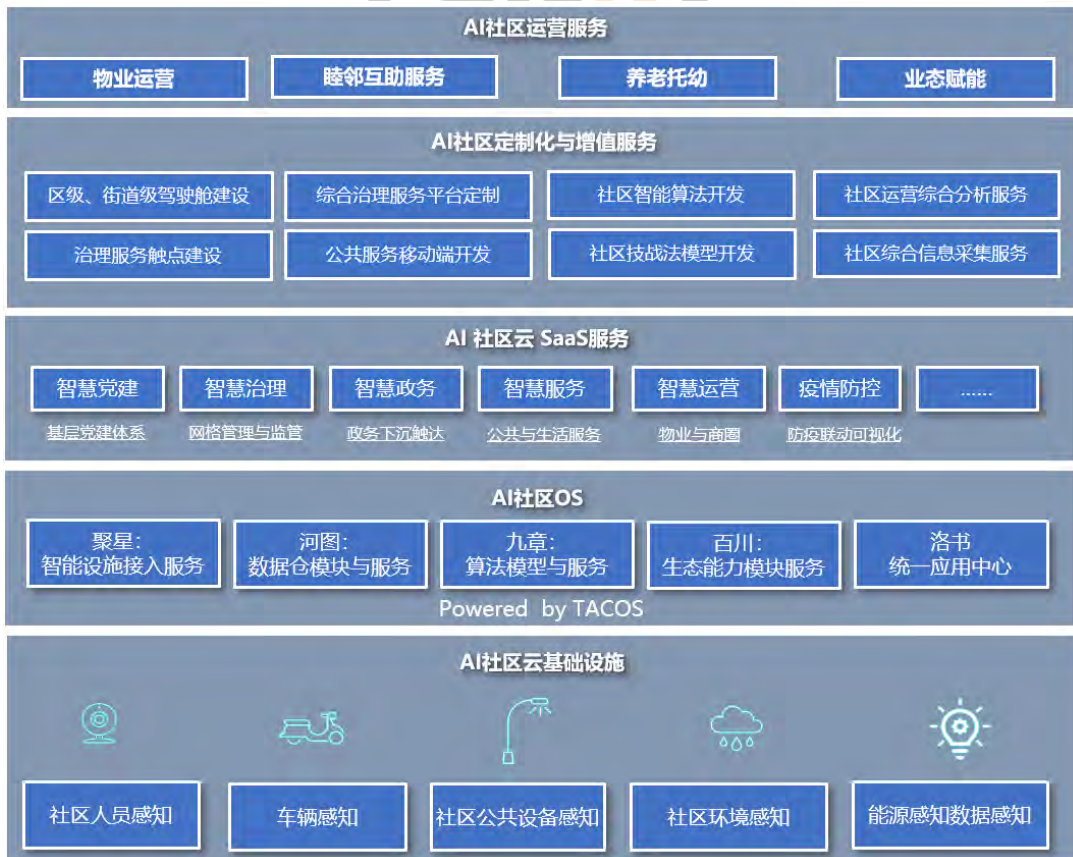 AI社区运营服务
物业运营
睦邻互助服务
养老托幼
业态赋能
AI社区定制化与增值服务
区级、街道级驾驶舱建设
综合治理服务平台定制
社区智能算法开发
社区运营综合分析服务
治理服务触点建设
公共服务移动端开发
社区技战法模型开发
社区综合信息采集服务
AI 社区云 SaaS服务
智慧党建
智慧治理
智慧政务
智慧服务
智慧运营
疫情防控
......
基层党建体系
网格管理与监管
政务下沉触达
公共与生活服务
物业与商圈
防疫联动可视化
AI社区OS
聚星：
智能设施接入服务
河图：
数据仓模块与服务
九章：
算法模型与服务
百川：
生态能力模块服务
洛书
统一应用中心
Powered by TACOS
AI社区云基础设施
社区人员感知
车辆感知
社区公共设备感知
社区环境感知
能源感知数据感知